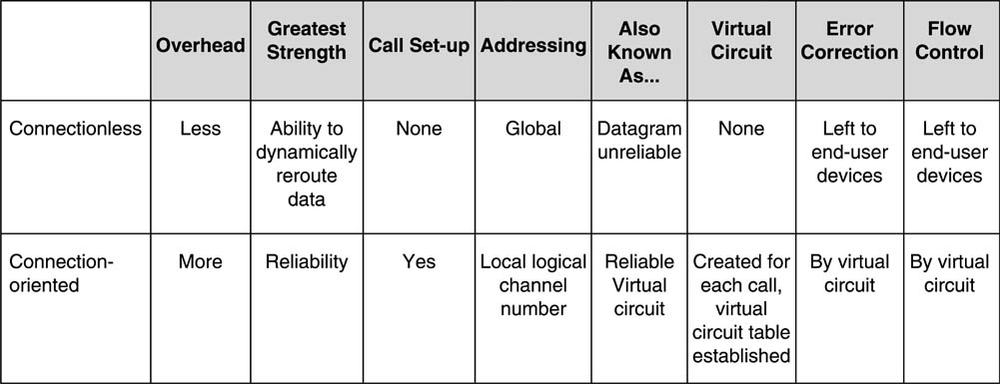 Overhead
Greatest
Strength
Call Set-up
Addressing
Also
Known
As...
Virtual
Circuit
Error
Correction
Flow
Control
Connectionless
Less
Ability to
dynamically
reroute
data
None
Global
Datagram
unreliable
None
Left to
end-user
devices
Left to
end-user
devices
Connection-
oriented
More
Reliability
Yes
Local logical
channel
number
Reliable
Virtual
circuit
Created for
each call,
virtual
circuit table
established
By virtual
circuit
By virtual
circuit